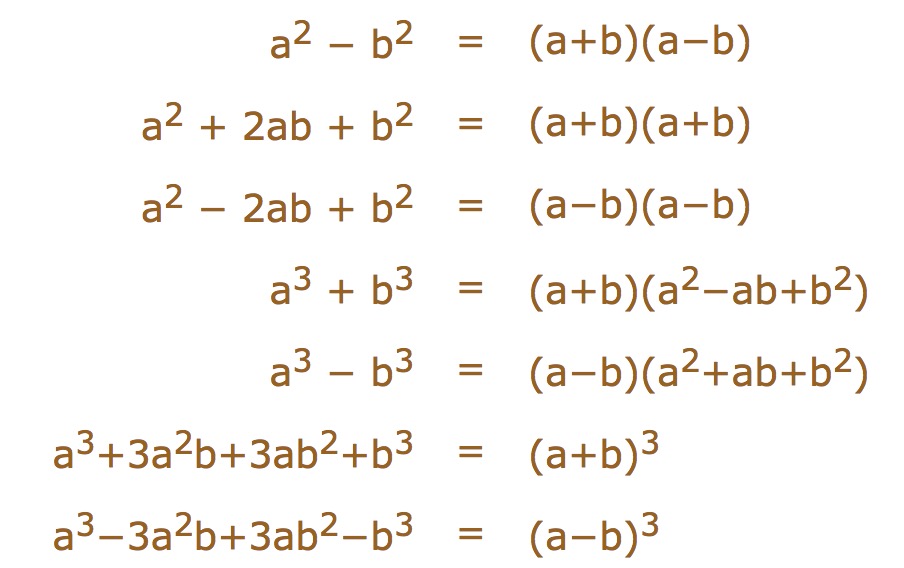 a² − b² = (a+b)(a−b)
a² + 2ab + b² = (a+b)(a+b)
a² − 2ab + b² = (a−b)(a−b)
a³ + b³ = (a+b)(a²−ab+b²)
a³ − b³ = (a−b)(a²+ab+b²)
a³+3a²b+3ab²+b³ = (a+b)³
a³−3a²b+3ab²−b³ = (a−b)³